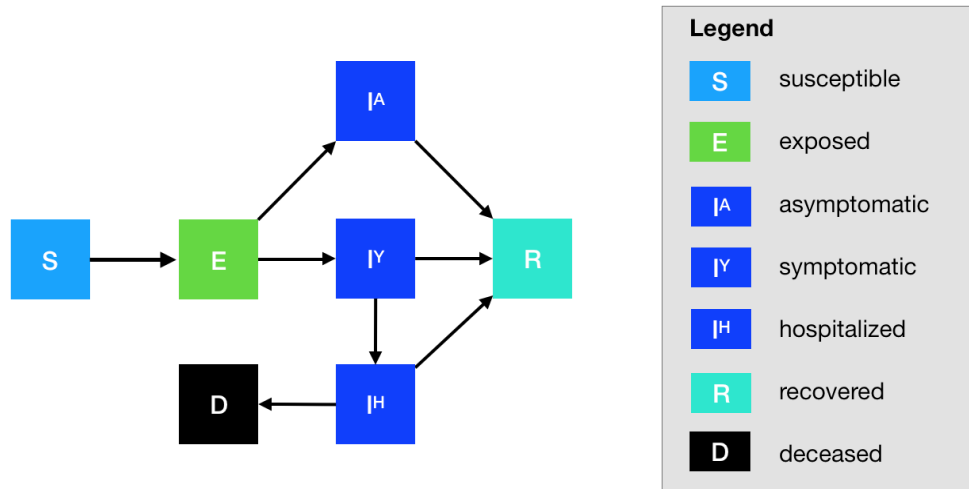 Legend
S susceptible
E exposed
Iᴬ asymptomatic
Iʸ symptomatic
Iᴴ hospitalized
R recovered
D deceased
Iᴬ
S
E
Iʸ
R
D
Iᴴ